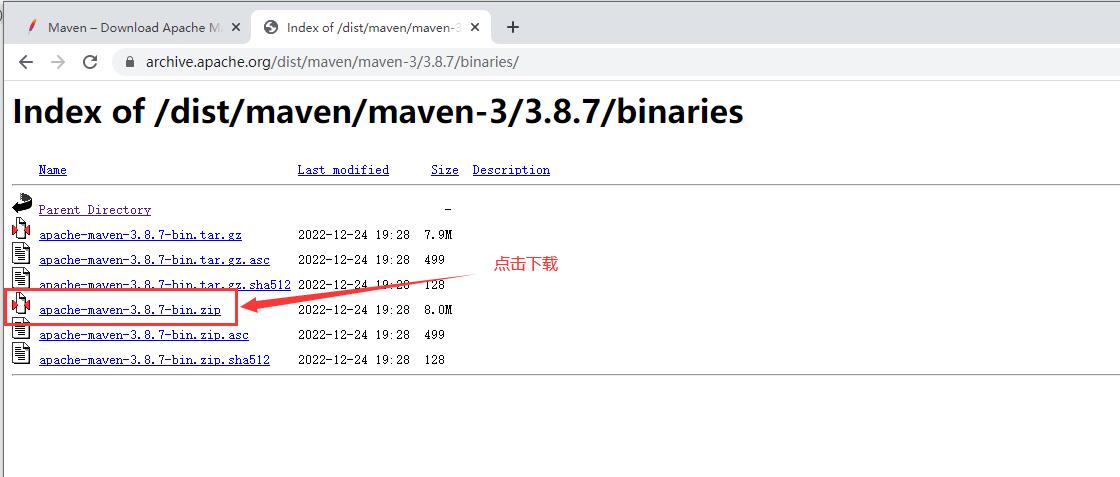 Maven – Download Apache M
Index of /dist/maven/maven-3
archive.apache.org/dist/maven/maven-3/3.8.7/binaries/
Index of /dist/maven/maven-3/3.8.7/binaries
Name Last modified Size Description
Parent Directory -
apache-maven-3.8.7-bin.tar.gz 2022-12-24 19:28 7.9M
apache-maven-3.8.7-bin.tar.gz.asc 2022-12-24 19:28 499
点击下载
apache-maven-3.8.7-bin.tar.gz.sha512 2022-12-24 19:28 128
apache-maven-3.8.7-bin.zip 2022-12-24 19:28 8.0M
apache-maven-3.8.7-bin.zip.asc 2022-12-24 19:28 499
apache-maven-3.8.7-bin.zip.sha512 2022-12-24 19:28 128